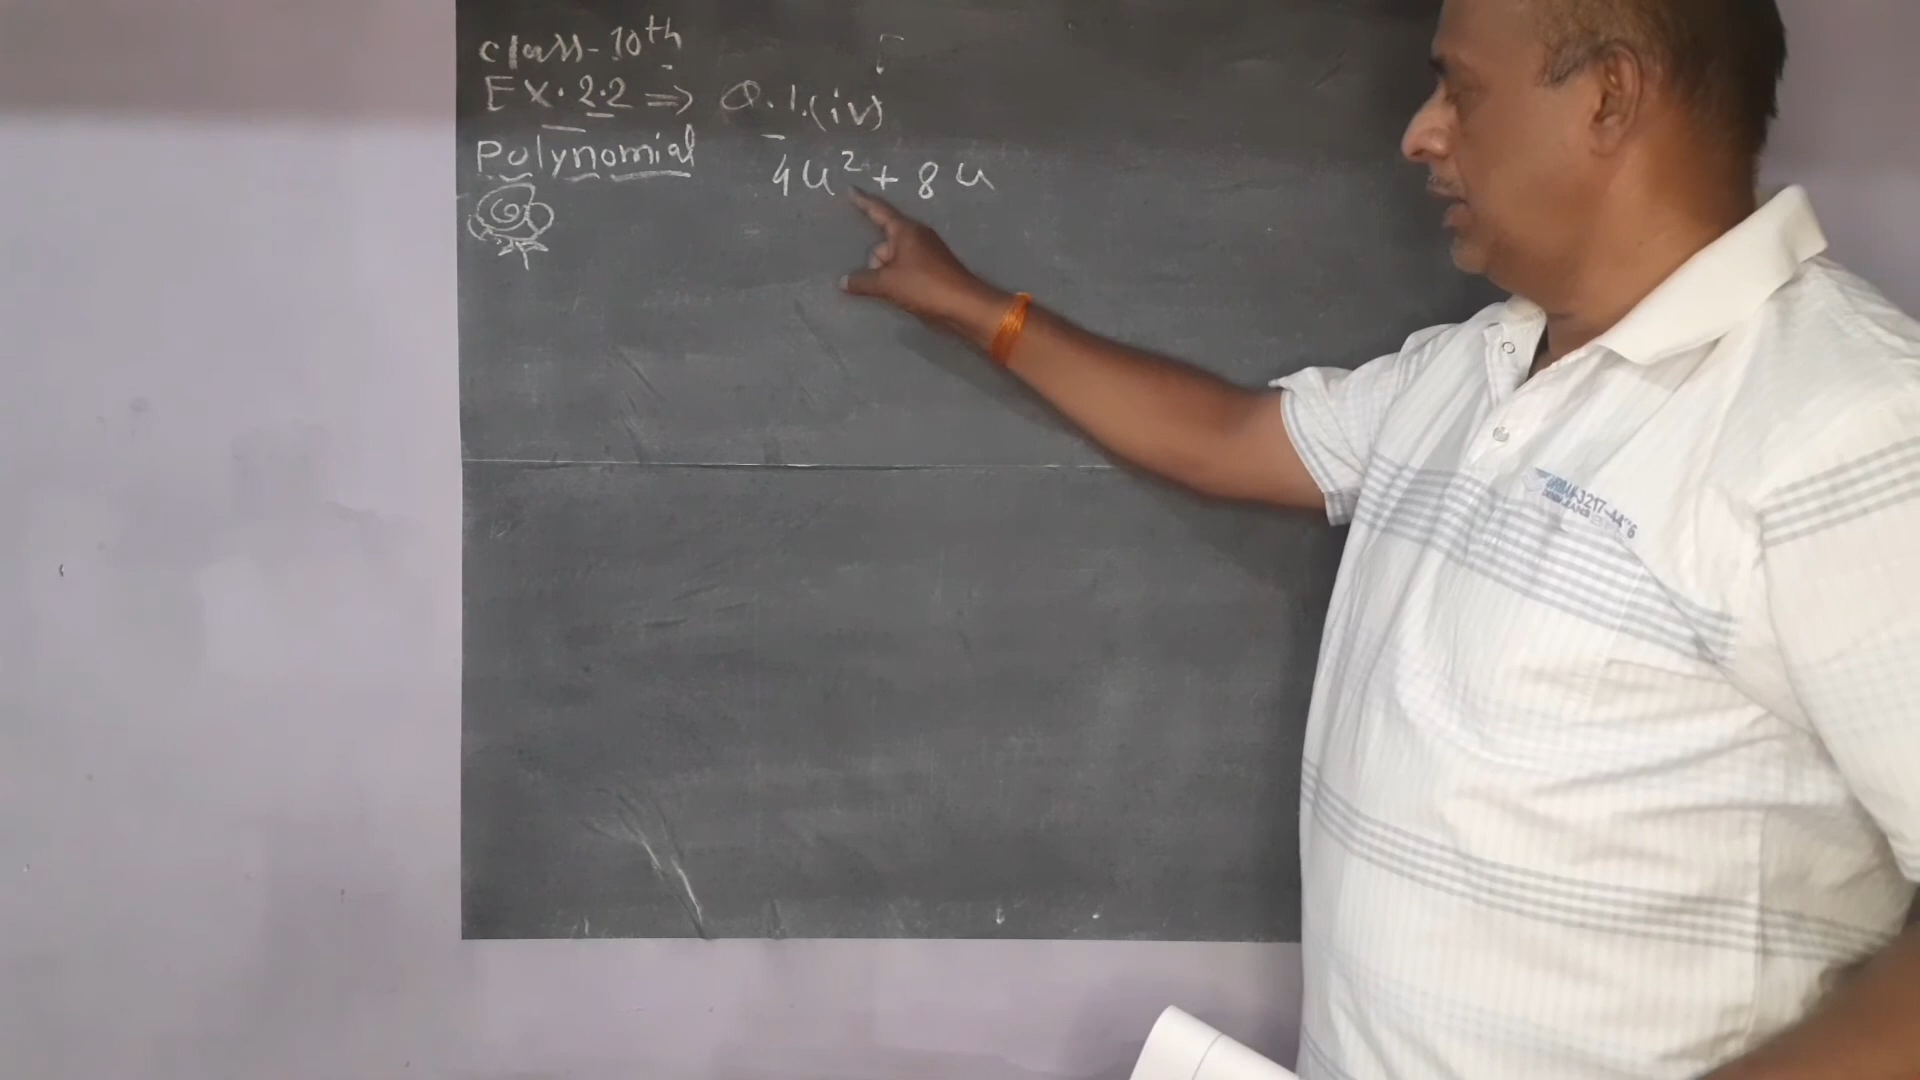 Class-10th
Ex.2.2 ⇒ Q.1.(iv)
Polynomial
4u²+8u